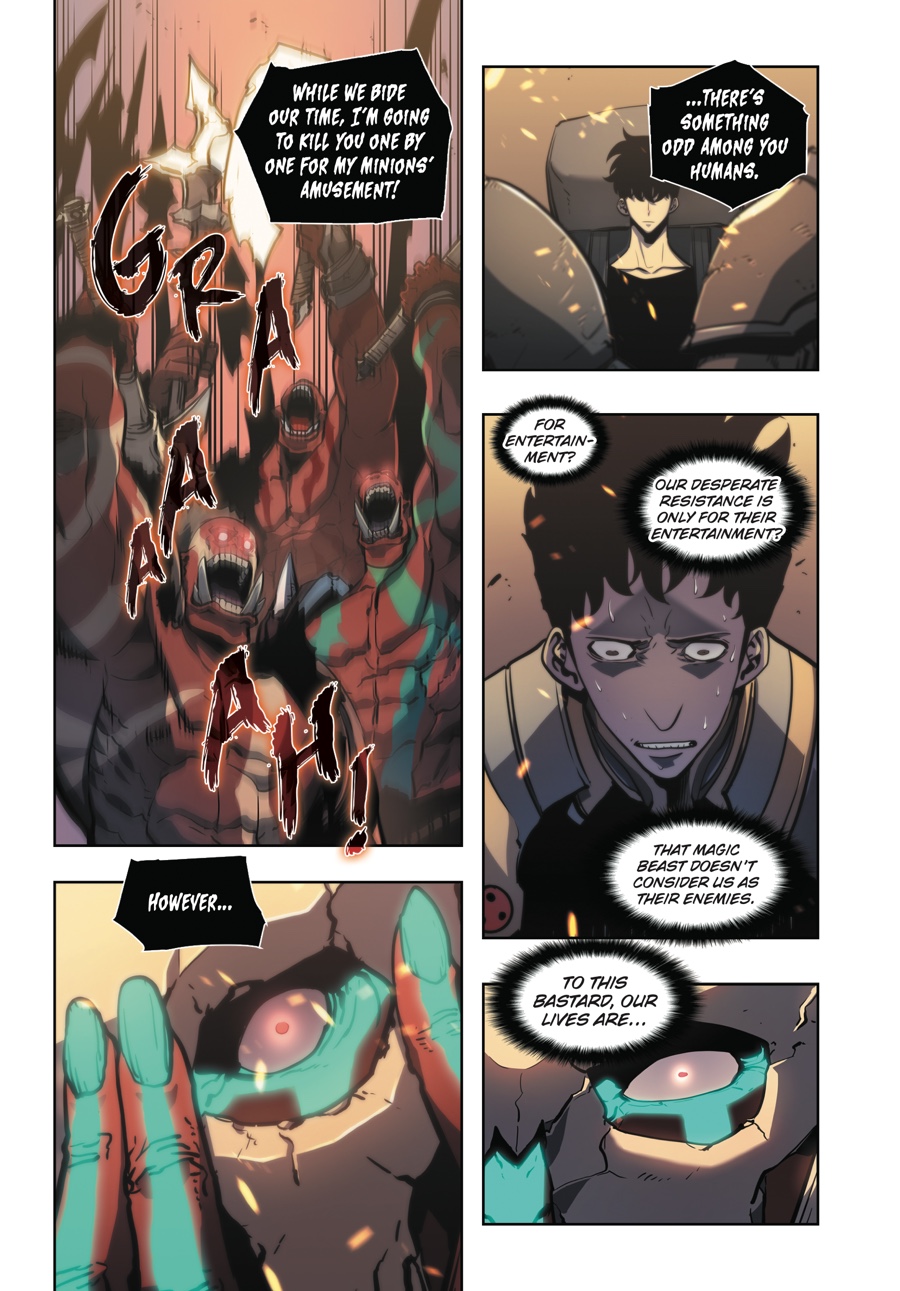 WHILE WE BIDE
OUR TIME, I'M GOING
TO KILL YOU ONE BY
ONE FOR MY MINIONS'
AMUSEMENT!
GRAAAAH!
HOWEVER...
...THERE'S
SOMETHING
ODD AMONG YOU
HUMANS.
FOR
ENTERTAIN-
MENT?
OUR DESPERATE
RESISTANCE IS
ONLY FOR THEIR
ENTERTAINMENT?
THAT MAGIC
BEAST DOESN'T
CONSIDER US AS
THEIR ENEMIES.
TO THIS
BASTARD, OUR
LIVES ARE...